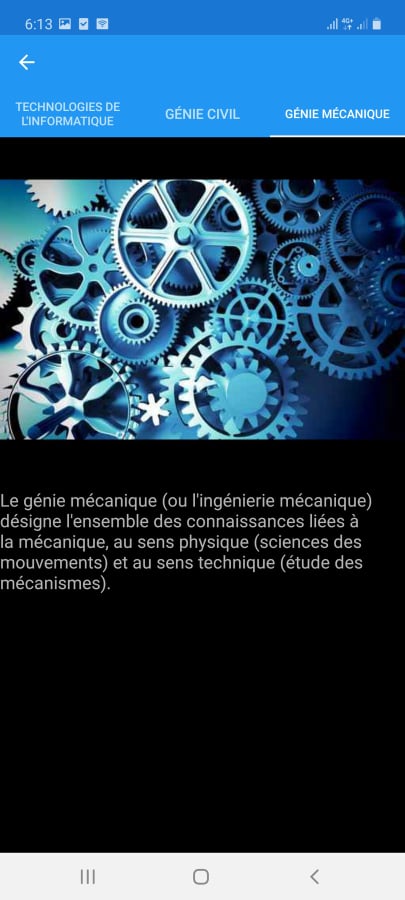 6:13
4G+
TECHNOLOGIES DE
L'INFORMATIQUE
GÉNIE CIVIL
GÉNIE MÉCANIQUE
Le génie mécanique (ou l'ingénierie mécanique)
désigne l'ensemble des connaissances liées à
la mécanique, au sens physique (sciences des
mouvements) et au sens technique (étude des
mécanismes).